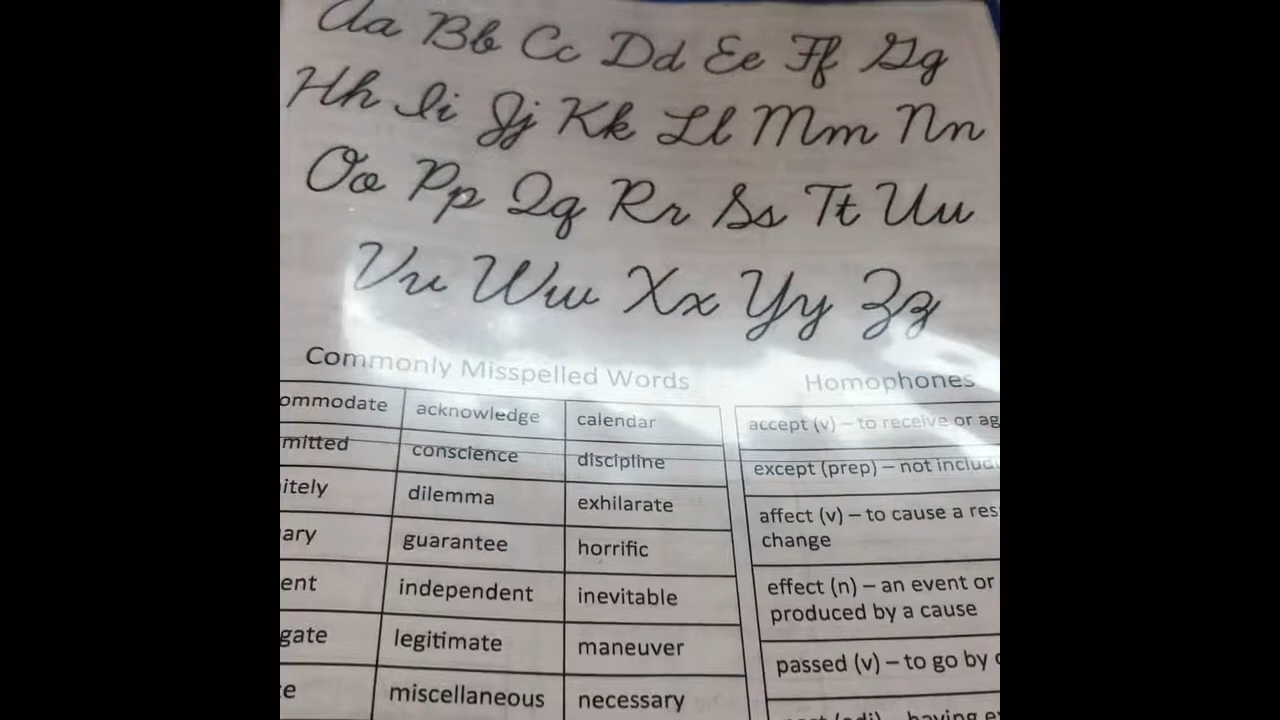 Aa Bb Cc Dd Ee Ff Gg
Hh Ii Jj Kk Ll Mm Nn
Oo Pp Qq Rr Ss Tt Uu
Vv Ww Xx Yy Zz
Commonly Misspelled Words
ommodate acknowledge calendar
mitted conscience discipline
itely dilemma exhilarate
ary guarantee horrific
ent independent inevitable
gate legitimate maneuver
e miscellaneous necessary
Homophones
accept (v) – to receive or ag
except (prep) – not includi
affect (v) – to cause a res
change
effect (n) – an event or
produced by a cause
passed (v) – to go by